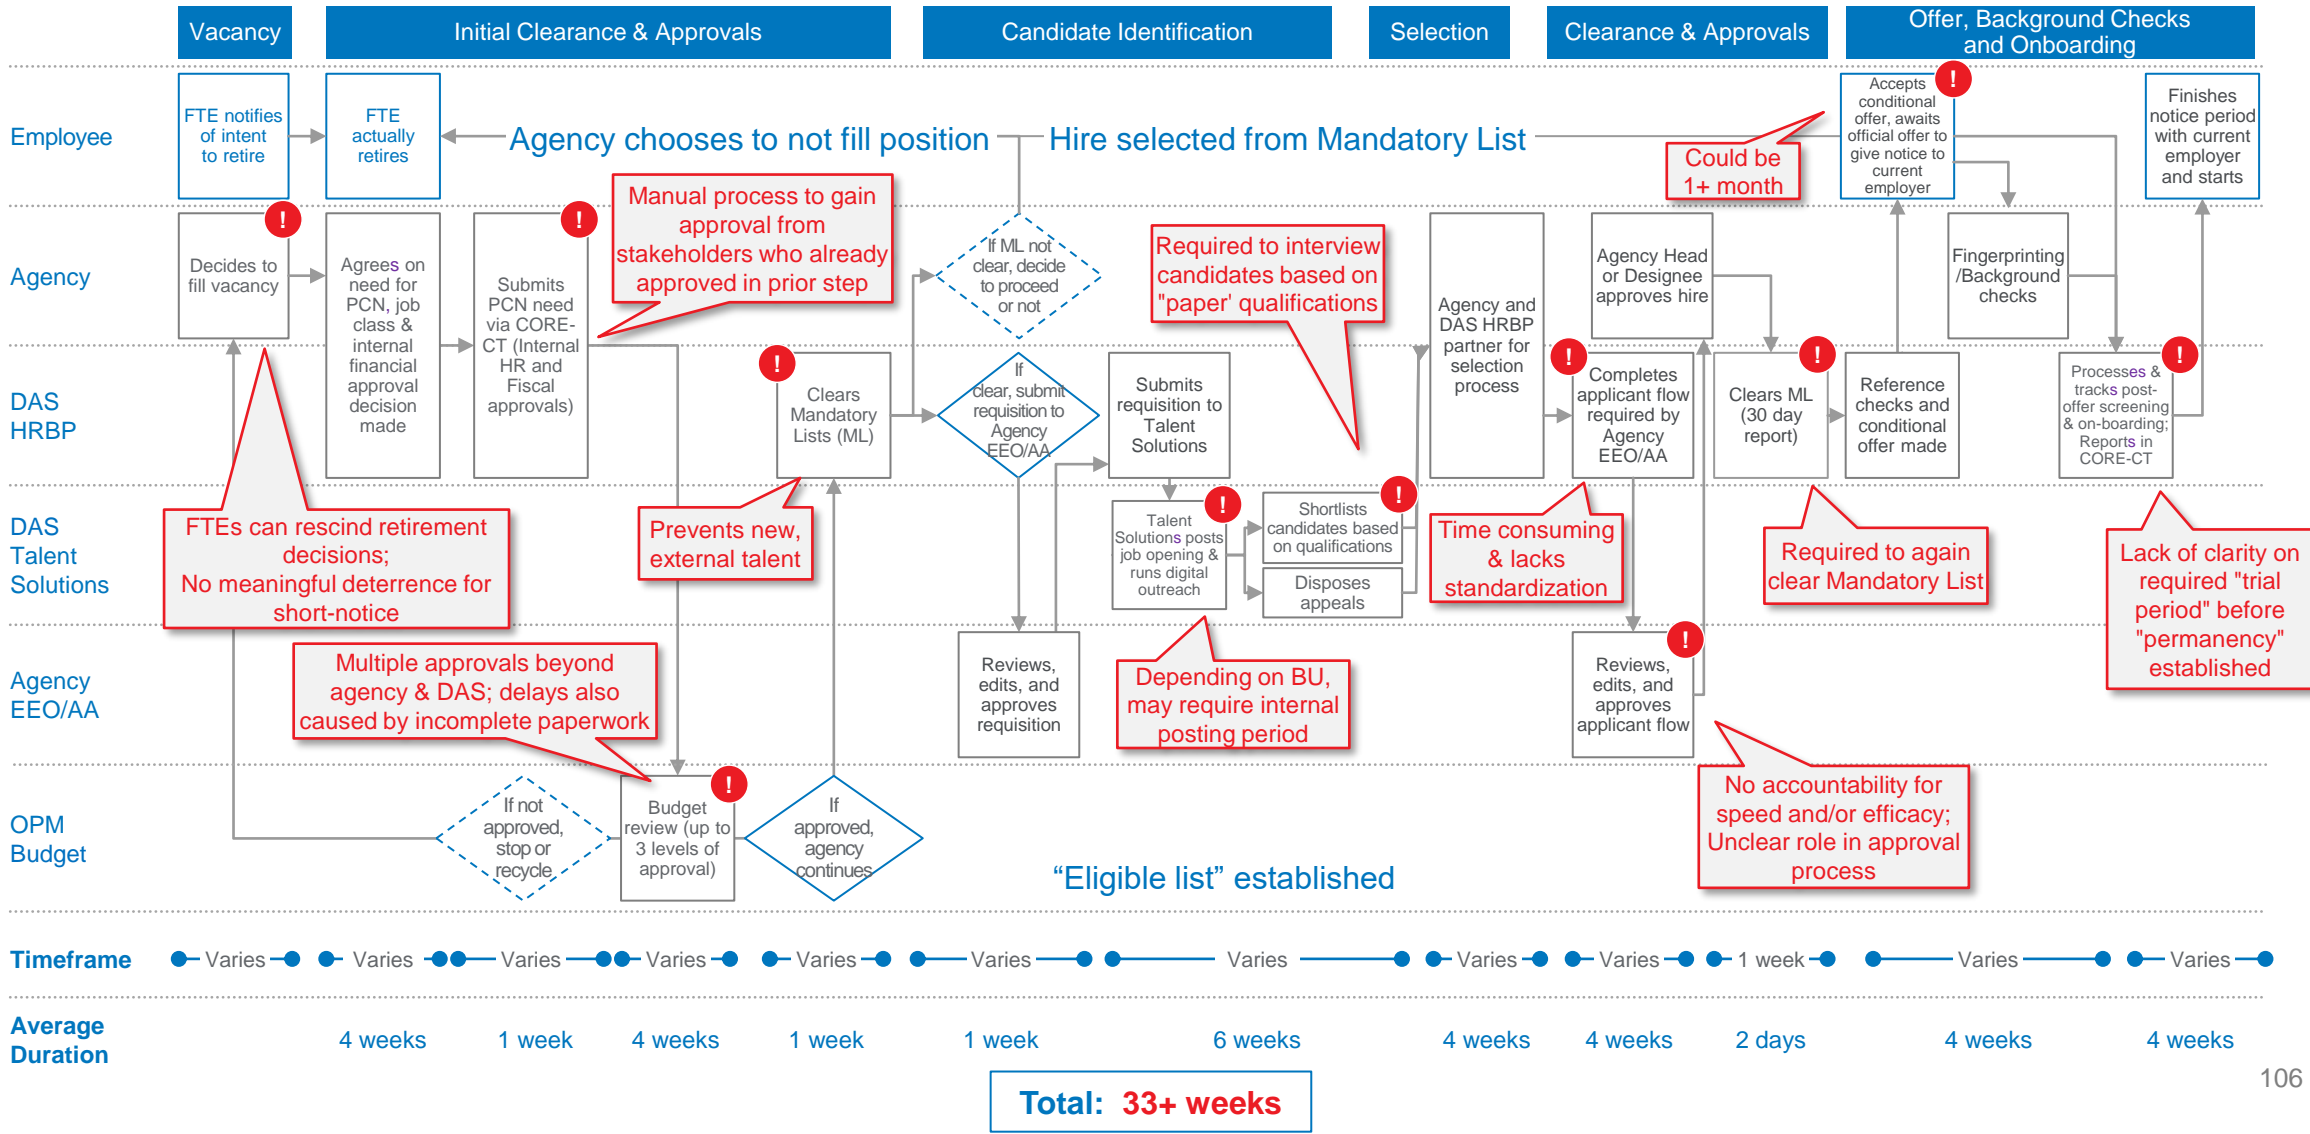 Vacancy
Initial Clearance & Approvals
Candidate Identification
Selection
Clearance & Approvals
Offer, Background Checks
and Onboarding
Employee
FTE notifies
of intent
to retire
FTE
actually
retires
Agency chooses to not fill position
Hire selected from Mandatory List
Could be
1+ month
Accepts
conditional
offer, awaits
official offer to
give notice to
current
employer
!
Finishes
notice period
with current
employer
and starts
Agency
Decides to
fill vacancy
!
Agrees on
need for
PCN, job
class &
internal
financial
approval
decision
made
Submits
PCN need
via CORE-
CT (Internal
HR and
Fiscal
approvals)
!
Manual process to gain
approval from
stakeholders who already
approved in prior step
If ML not
clear, decide
to proceed
or not
Required to interview
candidates based on
"paper' qualifications
Agency and
DAS HRBP
partner for
selection
process
Agency Head
or Designee
approves hire
Fingerprinting
/Background
checks
DAS
HRBP
!
Clears
Mandatory
Lists (ML)
If
clear, submit
requisition to
Agency
EEO/AA
Submits
requisition to
Talent
Solutions
!
Completes
applicant flow
required by
Agency
EEO/AA
!
Clears ML
(30 day
report)
Reference
checks and
conditional
offer made
!
Processes &
tracks post-
offer screening
& on-boarding;
Reports in
CORE-CT
DAS
Talent
Solutions
FTEs can rescind retirement
decisions;
No meaningful deterrence for
short-notice
Prevents new,
external talent
!
Talent
Solutions posts
job opening &
runs digital
outreach
!
Shortlists
candidates based
on qualifications
Disposes
appeals
Time consuming
& lacks
standardization
Required to again
clear Mandatory List
Lack of clarity on
required "trial
period" before
"permanency"
established
Agency
EEO/AA
Multiple approvals beyond
agency & DAS; delays also
caused by incomplete paperwork
Reviews,
edits, and
approves
requisition
Depending on BU,
may require internal
posting period
!
Reviews,
edits, and
approves
applicant flow
No accountability for
speed and/or efficacy;
Unclear role in approval
process
OPM
Budget
If not
approved,
stop or
recycle
!
Budget
review (up to
3 levels of
approval)
If
approved,
agency
continues
“Eligible list” established
Timeframe
Varies
Varies
Varies
Varies
Varies
Varies
Varies
Varies
Varies
1 week
Varies
Varies
Average
Duration
4 weeks
1 week
4 weeks
1 week
1 week
6 weeks
4 weeks
4 weeks
2 days
4 weeks
4 weeks
Total: 33+ weeks
106